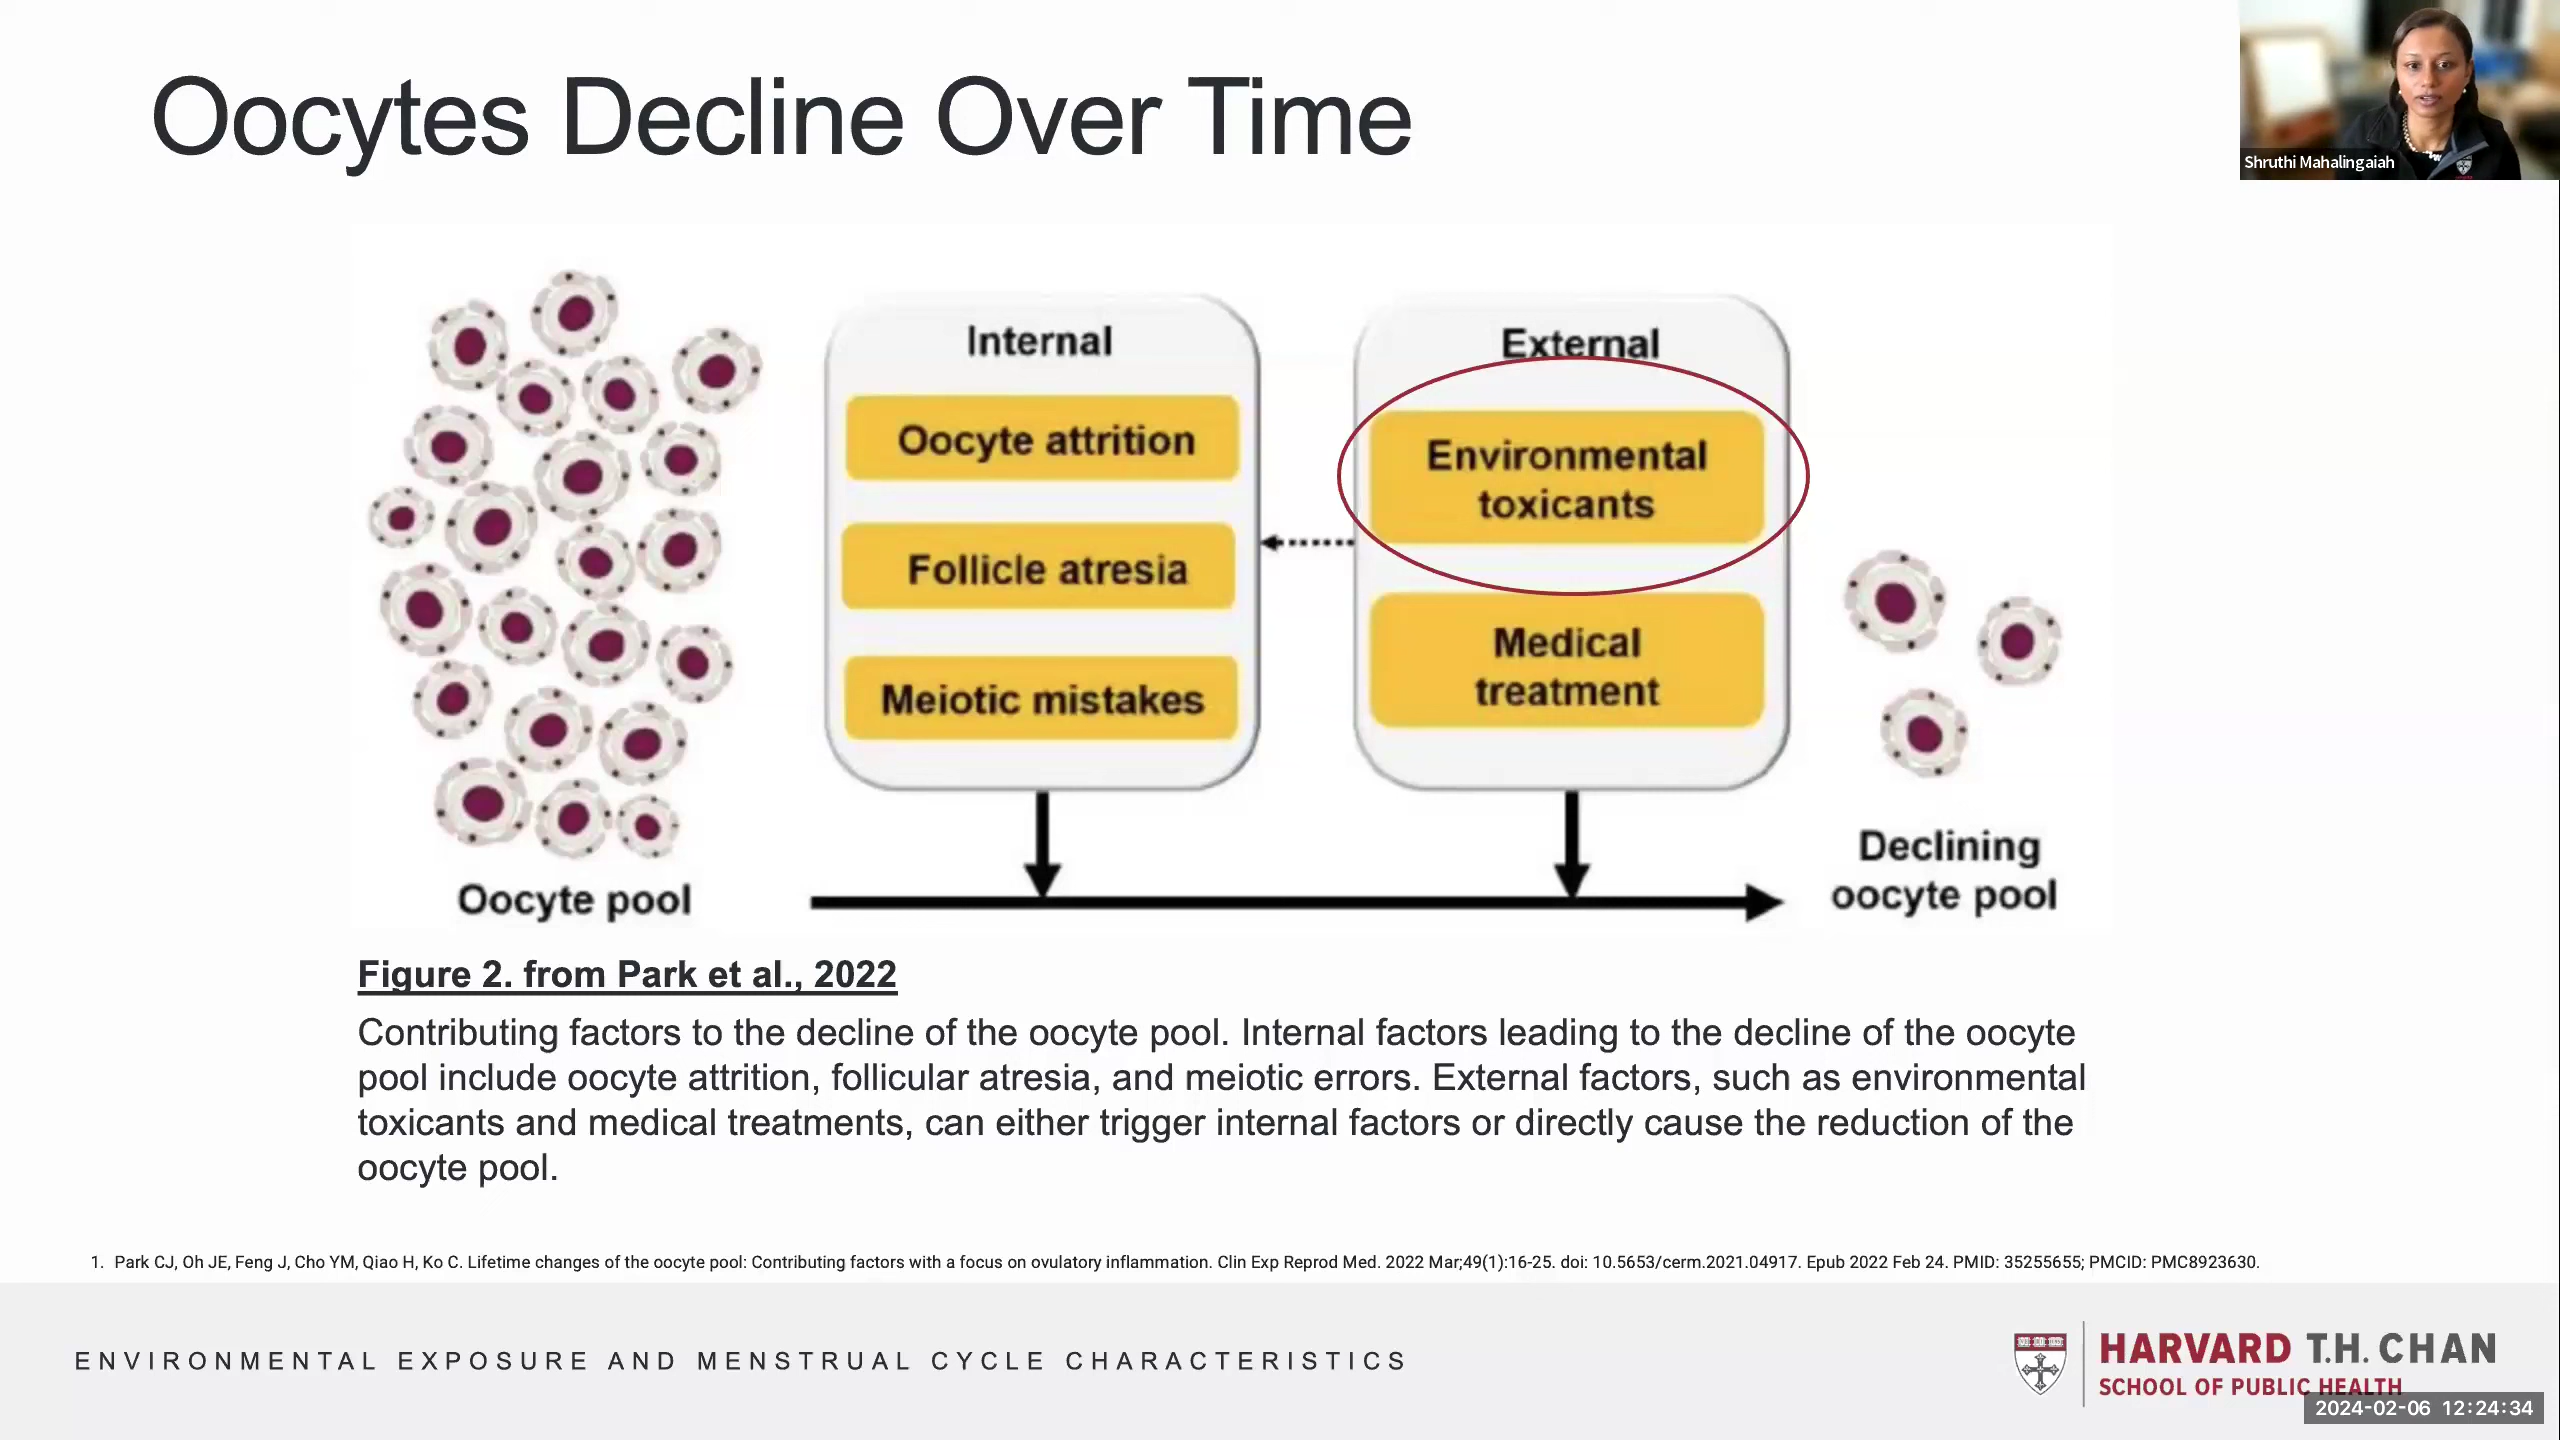 Oocytes Decline Over Time
Shruthi Mahalingaiah
Internal
Oocyte attrition
Follicle atresia
Meiotic mistakes
External
Environmental
toxicants
Medical
treatment
Oocyte pool
Declining
oocyte pool
Figure 2. from Park et al., 2022
Contributing factors to the decline of the oocyte pool. Internal factors leading to the decline of the oocyte
pool include oocyte attrition, follicular atresia, and meiotic errors. External factors, such as environmental
toxicants and medical treatments, can either trigger internal factors or directly cause the reduction of the
oocyte pool.
1. Park CJ, Oh JE, Feng J, Cho YM, Qiao H, Ko C. Lifetime changes of the oocyte pool: Contributing factors with a focus on ovulatory inflammation. Clin Exp Reprod Med. 2022 Mar;49(1):16-25. doi: 10.5653/cerm.2021.04917. Epub 2022 Feb 24. PMID: 35255655; PMCID: PMC8923630.
ENVIRONMENTAL EXPOSURE AND MENSTRUAL CYCLE CHARACTERISTICS
HARVARD T.H. CHAN
SCHOOL OF PUBLIC HEALTH
2024-02-06 12:24:34